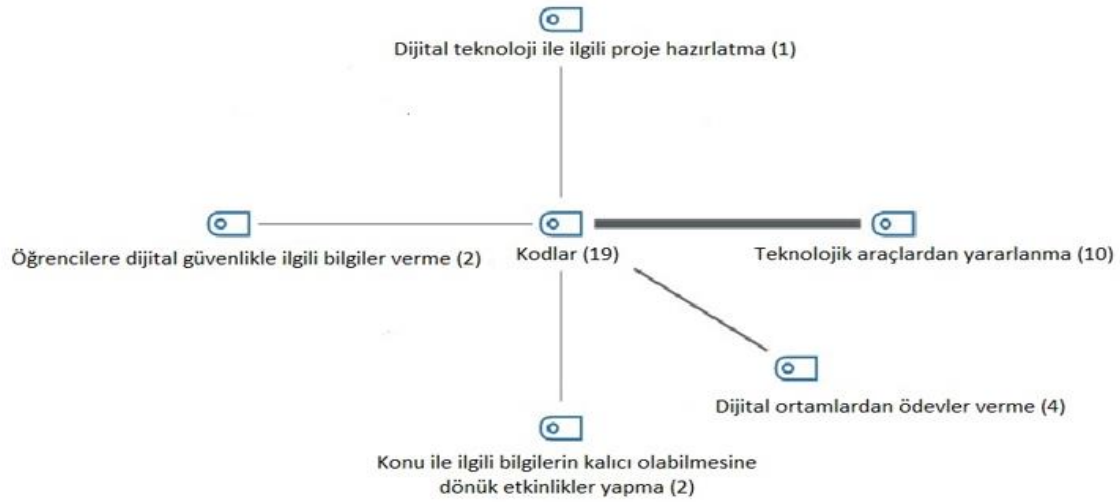 Dijital teknoloji ile ilgili proje hazırlatma (1)
Öğrencilere dijital güvenlikle ilgili bilgiler verme (2)
Kodlar (19)
Teknolojik araçlardan yararlanma (10)
Dijital ortamlardan ödevler verme (4)
Konu ile ilgili bilgilerin kalıcı olabilmesine
dönük etkinlikler yapma (2)